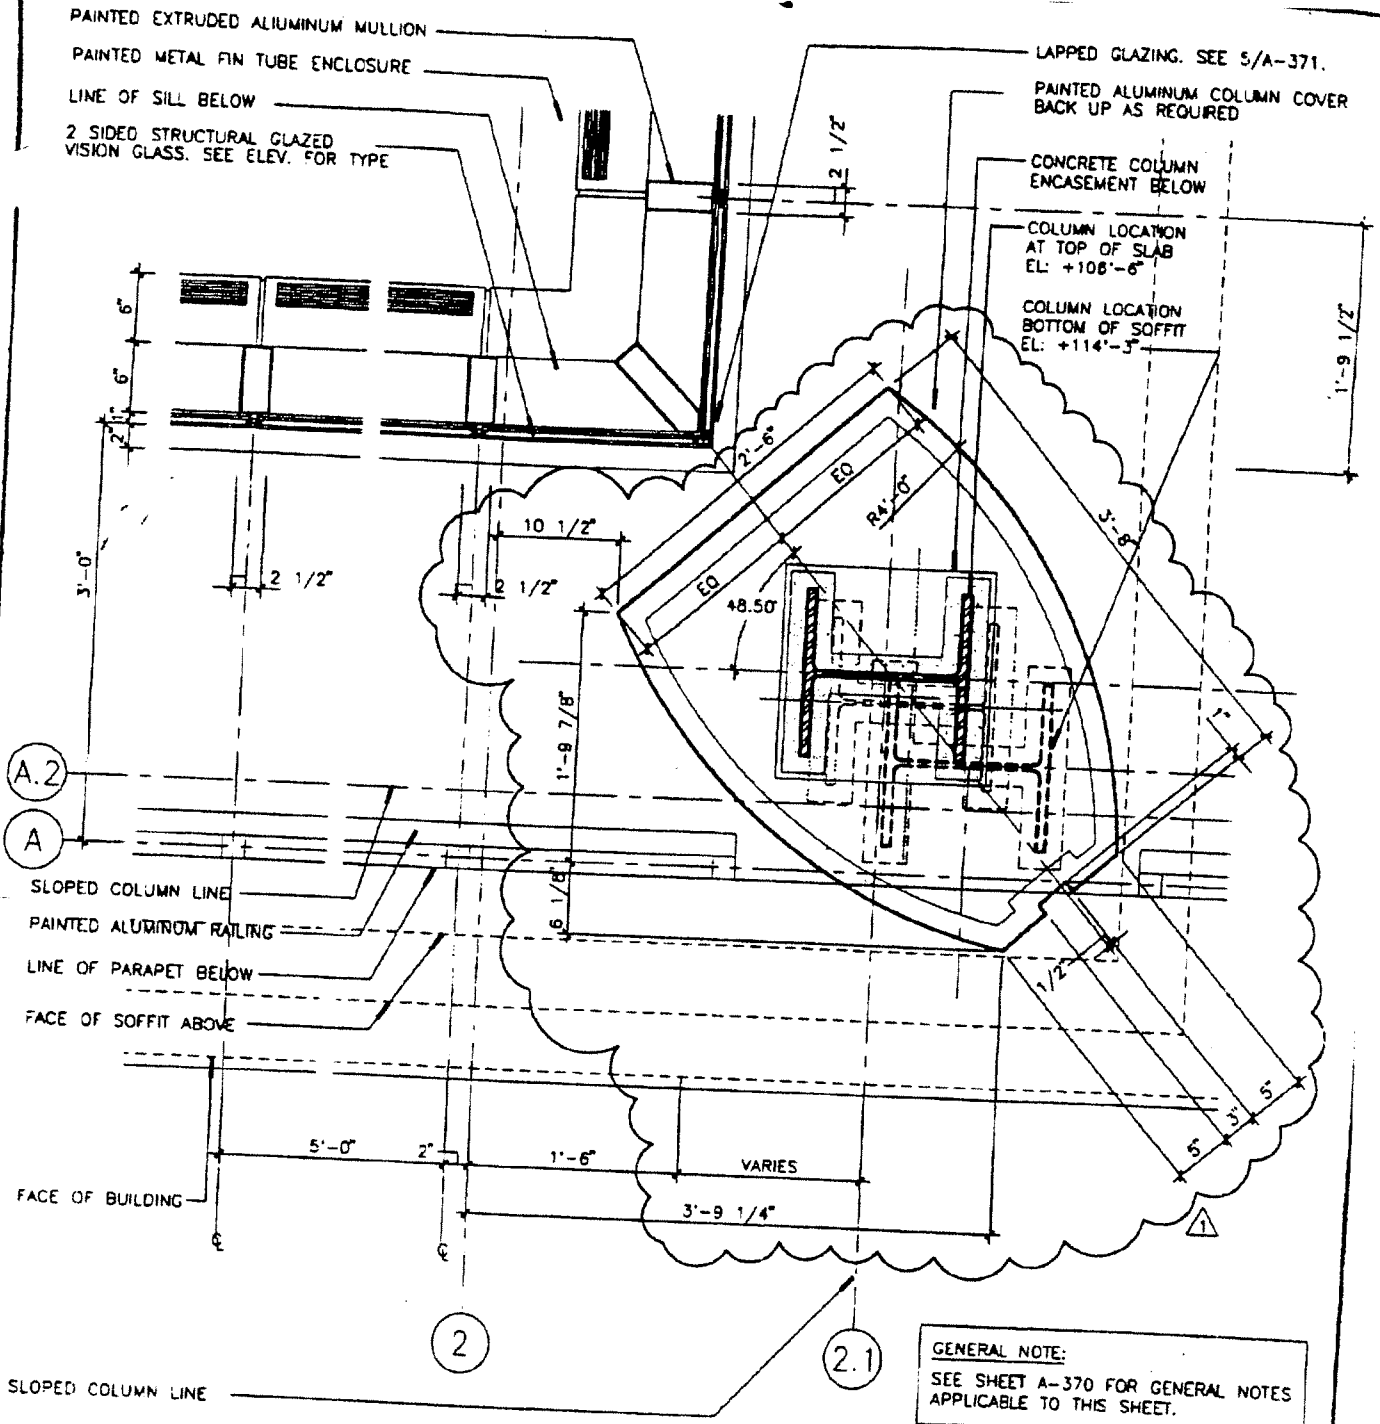 PAINTED EXTRUDED ALIUMINUM MULLION
PAINTED METAL FIN TUBE ENCLOSURE
LINE OF SILL BELOW
2 SIDED STRUCTURAL GLAZED
VISION GLASS. SEE ELEV. FOR TYPE
LAPPED GLAZING. SEE 5/A-371.
PAINTED ALUMINUM COLUMN COVER
BACK UP AS REQUIRED
CONCRETE COLUMN
ENCASEMENT BELOW
COLUMN LOCATION
AT TOP OF SLAB
EL: +106'-6"
COLUMN LOCATION
BOTTOM OF SOFFIT
EL: +114'-3"
2 1/2"
1'-9 1/2"
6"
6"
1"
2"
3'-0"
2 1/2"
2 1/2"
10 1/2"
2'-6"
EQ
EQ
R4'-0"
48.50°
3'-8"
1"
1'-9 7/8"
6 1/8"
A.2
A
SLOPED COLUMN LINE
PAINTED ALUMINUM RAILING
LINE OF PARAPET BELOW
FACE OF SOFFIT ABOVE
FACE OF BUILDING
1/2"
5"
3"
5"
5'-0"
2"
1'-6"
VARIES
3'-9 1/4"
1
℄
℄
2
2.1
SLOPED COLUMN LINE
GENERAL NOTE:
SEE SHEET A-370 FOR GENERAL NOTES
APPLICABLE TO THIS SHEET.